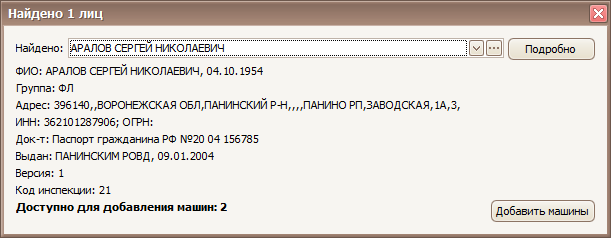 Найдено 1 лиц
Найдено: АРАЛОВ СЕРГЕЙ НИКОЛАЕВИЧ Подробно
ФИО: АРАЛОВ СЕРГЕЙ НИКОЛАЕВИЧ, 04.10.1954
Группа: ФЛ
Адрес: 396140,,ВОРОНЕЖСКАЯ ОБЛ,ПАНИНСКИЙ Р-Н,,,,ПАНИНО РП,ЗАВОДСКАЯ,1А,3,
ИНН: 362101287906; ОГРН:
Док-т: Паспорт гражданина РФ №20 04 156785
Выдан: ПАНИНСКИМ РОВД, 09.01.2004
Версия: 1
Код инспекции: 21
Доступно для добавления машин: 2
Добавить машины